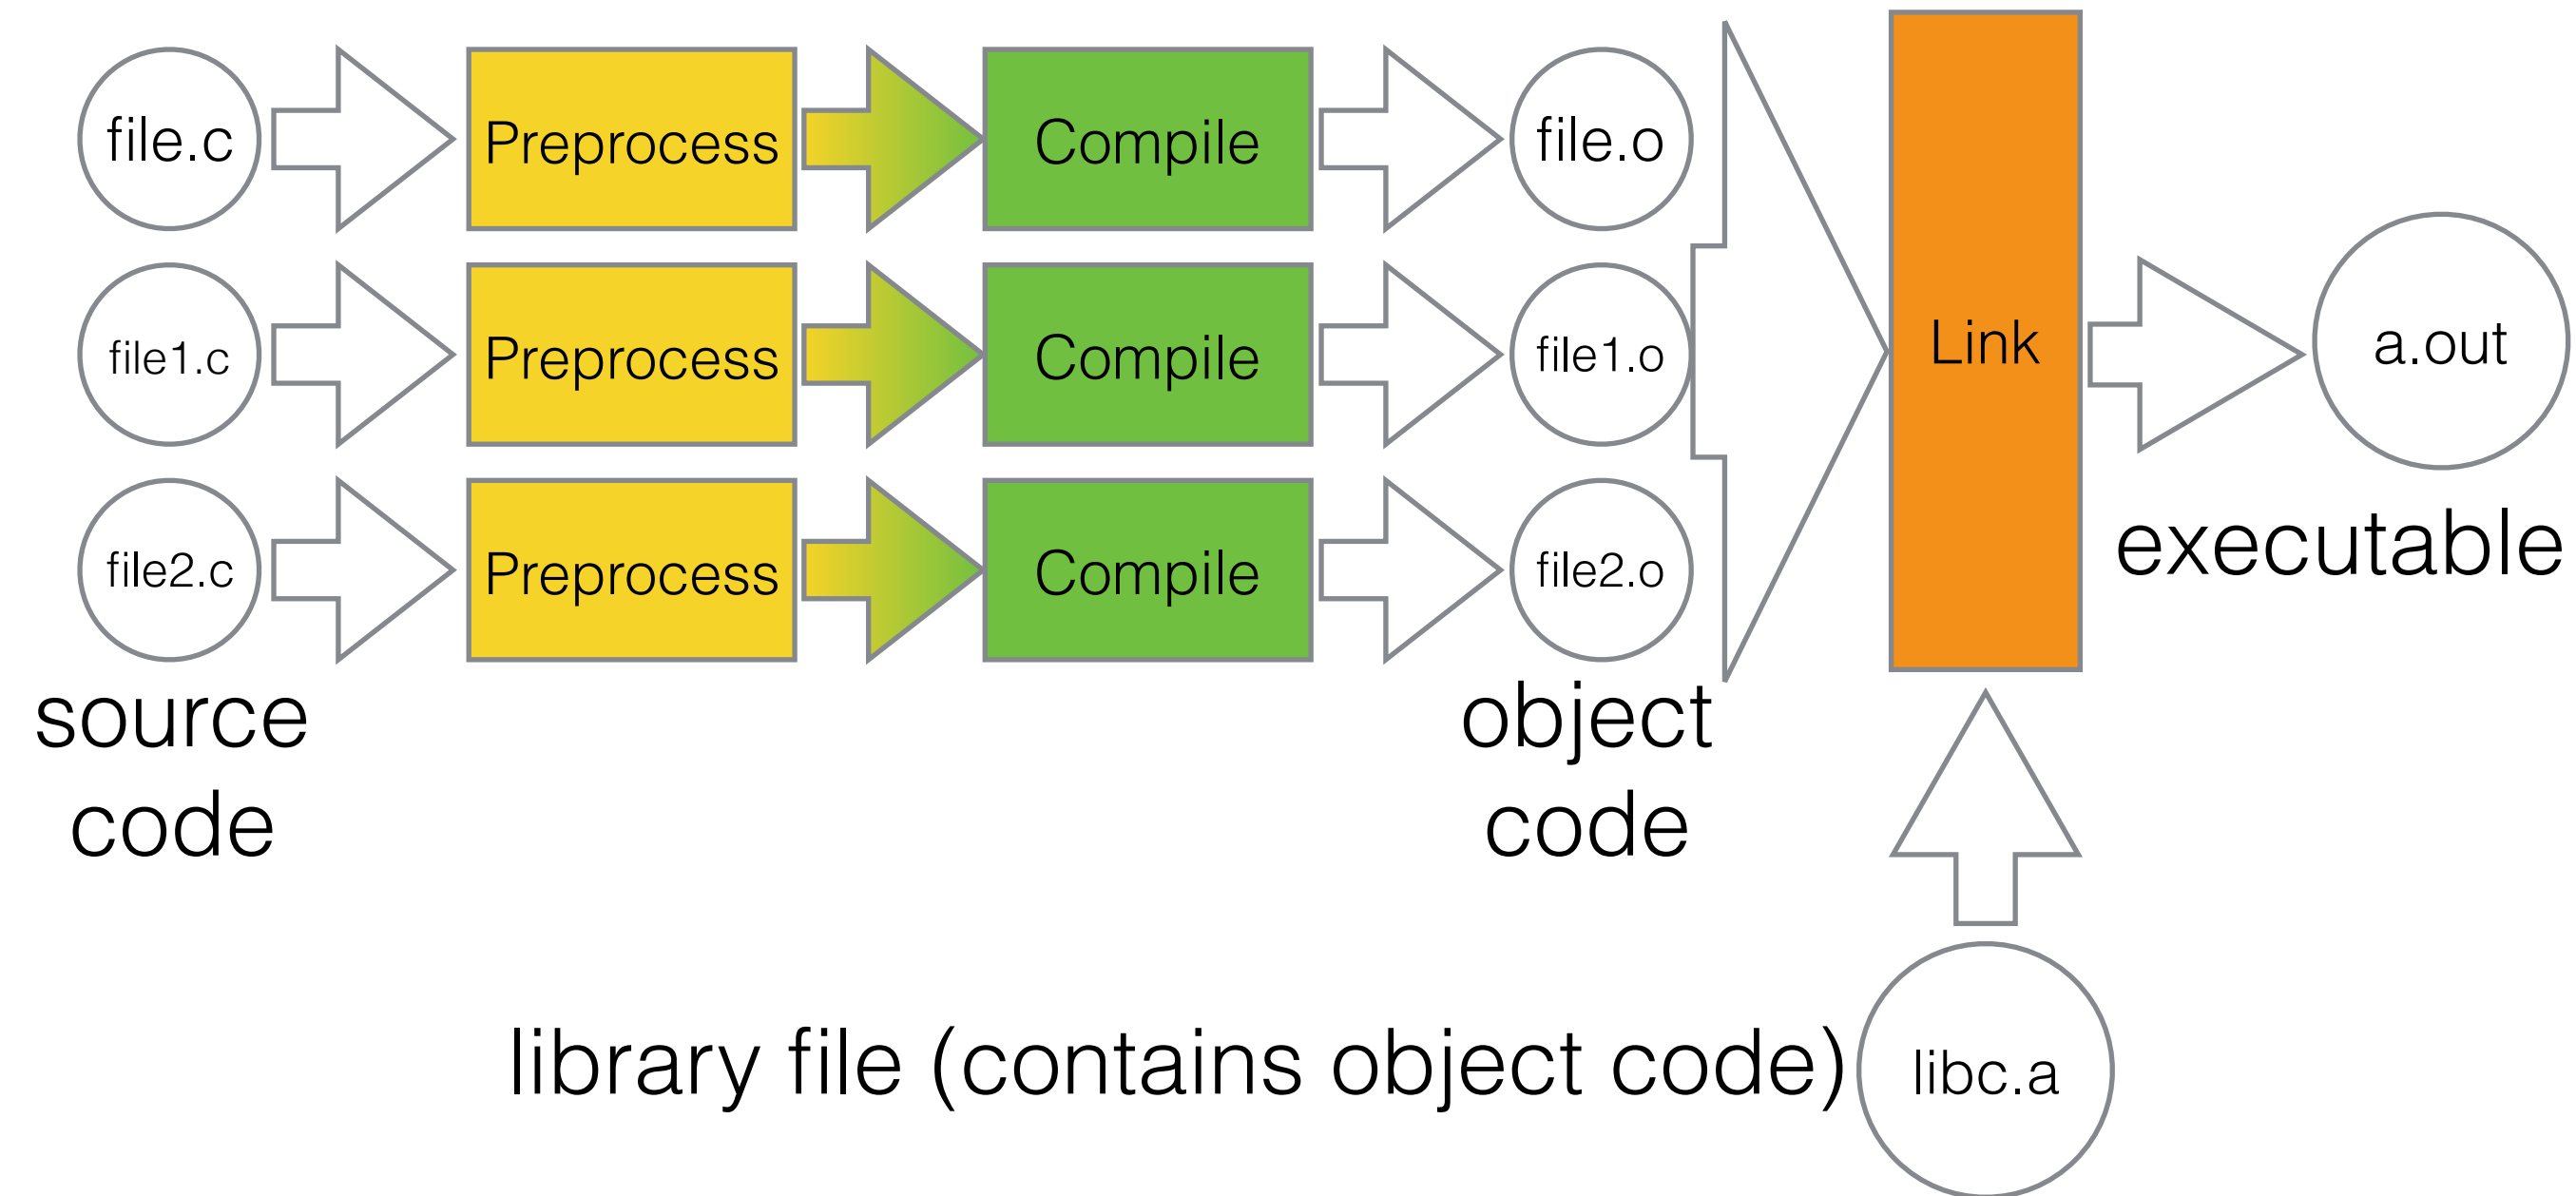 file.c
Preprocess
Compile
file.o
file1.c
Preprocess
Compile
file1.o
Link
a.out
file2.c
Preprocess
Compile
file2.o
executable
source
code
object
code
library file (contains object code)
libc.a